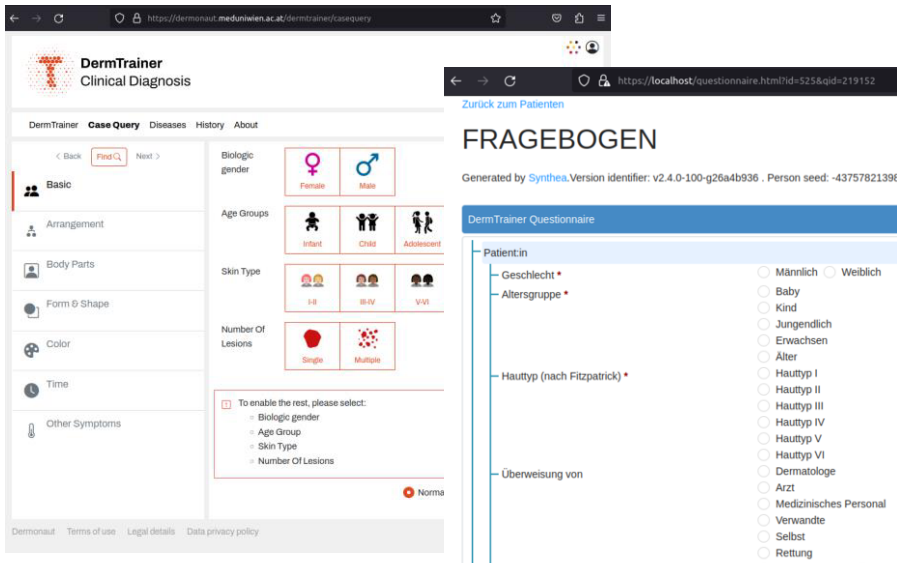 https://dermonaut.meduniwien.ac.at/dermtrainer/casequery
DermTrainer
Clinical Diagnosis
DermTrainer Case Query Diseases History About
< Back Find Next >
Basic
Arrangement
Body Parts
Form & Shape
Color
Time
Other Symptoms
Biologic
gender
Female Male
Age Groups
Infant Child Adolescent
Skin Type
I-II III-IV V-VI
Number Of
Lesions
Single Multiple
To enable the rest, please select:
Biologic gender
Age Group
Skin Type
Number Of Lesions
Norma
Dermonaut Terms of use Legal details Data privacy policy
https://localhost/questionnaire.html?id=525&qid=219152
Zurück zum Patienten
FRAGEBOGEN
Generated by Synthea.Version identifier: v2.4.0-100-g26a4b936 . Person seed: -43757821398
DermTrainer Questionnaire
Patient:in
Geschlecht * Männlich Weiblich
Altersgruppe * Baby
Kind
Jungendlich
Erwachsen
Älter
Hauttyp (nach Fitzpatrick) * Hauttyp I
Hauttyp II
Hauttyp III
Hauttyp IV
Hauttyp V
Hauttyp VI
Überweisung von Dermatologe
Arzt
Medizinisches Personal
Verwandte
Selbst
Rettung